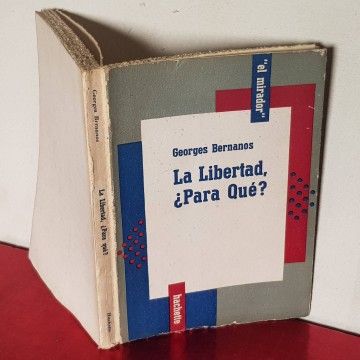 "el mirador"
Georges Bernanos
La Libertad,
¿Para Qué?
hachette
Georges Bernanos
La Libertad, ¿Para qué?
Hachette